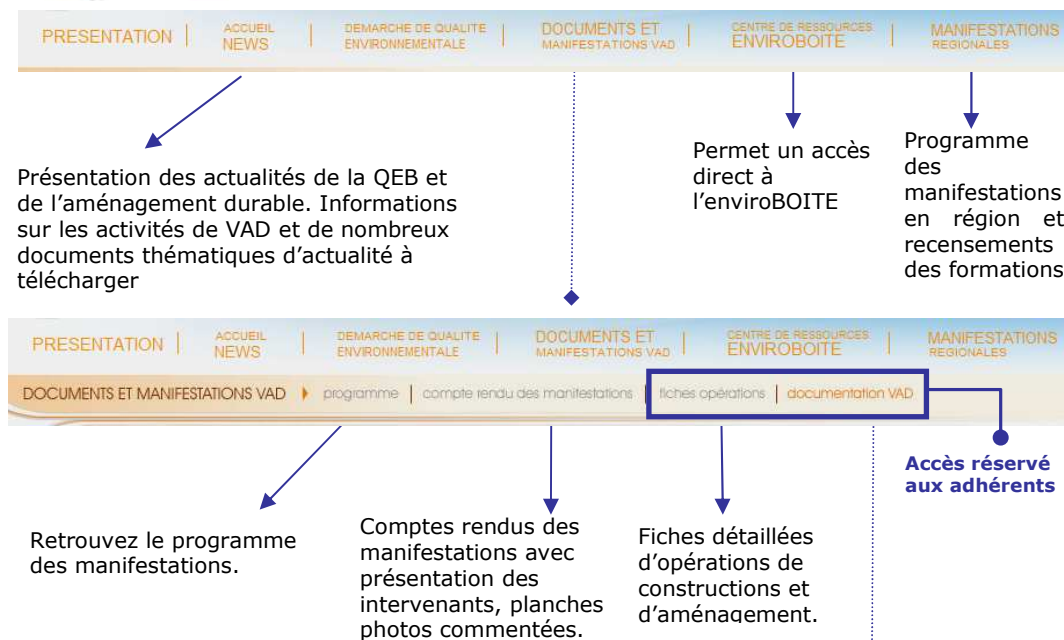 PRESENTATION
ACCUEIL
NEWS
DEMARCHE DE QUALITE
ENVIRONNEMENTALE
DOCUMENTS ET
MANIFESTATIONS VAD
CENTRE DE RESSOURCES
ENVIROBOITE
MANIFESTATIONS
REGIONALES
Présentation des actualités de la QEB et
de l’aménagement durable. Informations
sur les activités de VAD et de nombreux
documents thématiques d’actualité à
télécharger
Permet un accès
direct à
l’enviroBOITE
Programme
des
manifestations
en région et
recensements
des formations
PRESENTATION
ACCUEIL
NEWS
DEMARCHE DE QUALITE
ENVIRONNEMENTALE
DOCUMENTS ET
MANIFESTATIONS VAD
CENTRE DE RESSOURCES
ENVIROBOITE
MANIFESTATIONS
REGIONALES
DOCUMENTS ET MANIFESTATIONS VAD programme | compte rendu des manifestations | fiches opérations | documentation VAD
Accès réservé
aux adhérents
Retrouvez le programme
des manifestations.
Comptes rendus des
manifestations avec
présentation des
intervenants, planches
photos commentées.
Fiches détaillées
d’opérations de
constructions et
d’aménagement.